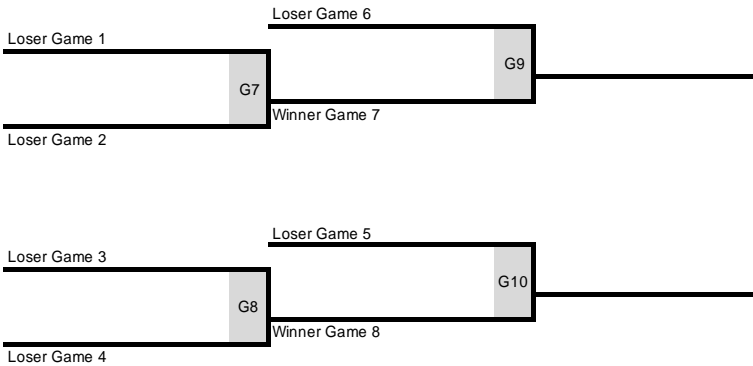 Loser Game 6
Loser Game 1
G9
G7
Winner Game 7
Loser Game 2
Loser Game 5
Loser Game 3
G10
G8
Winner Game 8
Loser Game 4